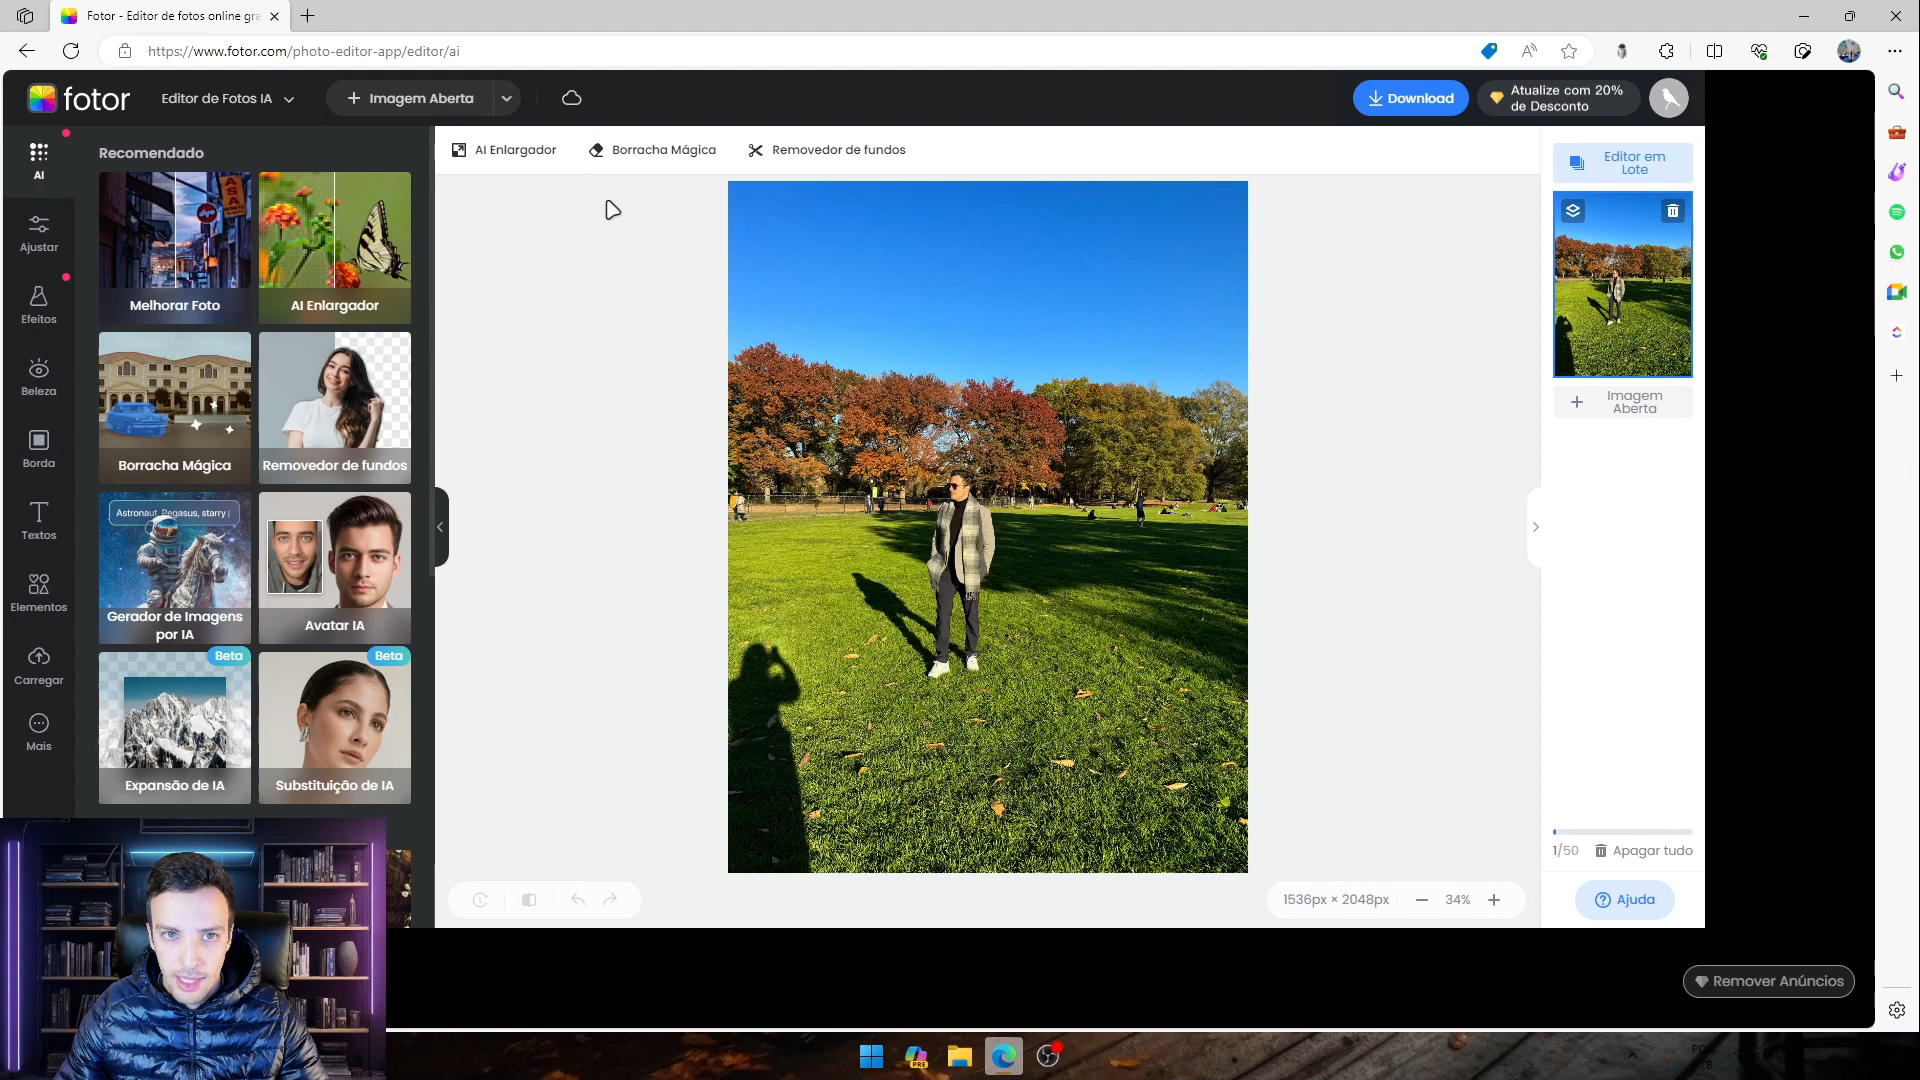 Fotor - Editor de fotos online gra
https://www.fotor.com/photo-editor-app/editor/ai
fotor
Editor de Fotos IA
Imagem Aberta
Download
Atualize com 20%
de Desconto
AI
Ajustar
Efeitos
Beleza
Borda
Textos
Elementos
Carregar
Mais
Recomendado
Melhorar Foto
AI Enlargador
Borracha Mágica
Removedor de fundos
Astronaut, Pegasus, starry
Gerador de Imagens
por IA
Avatar IA
Beta
Expansão de IA
Beta
Substituição de IA
AI Enlargador
Borracha Mágica
Removedor de fundos
1536px × 2048px
34%
Editor em
Lote
Imagem
Aberta
1/50
Apagar tudo
Ajuda
Remover Anúncios
PRE